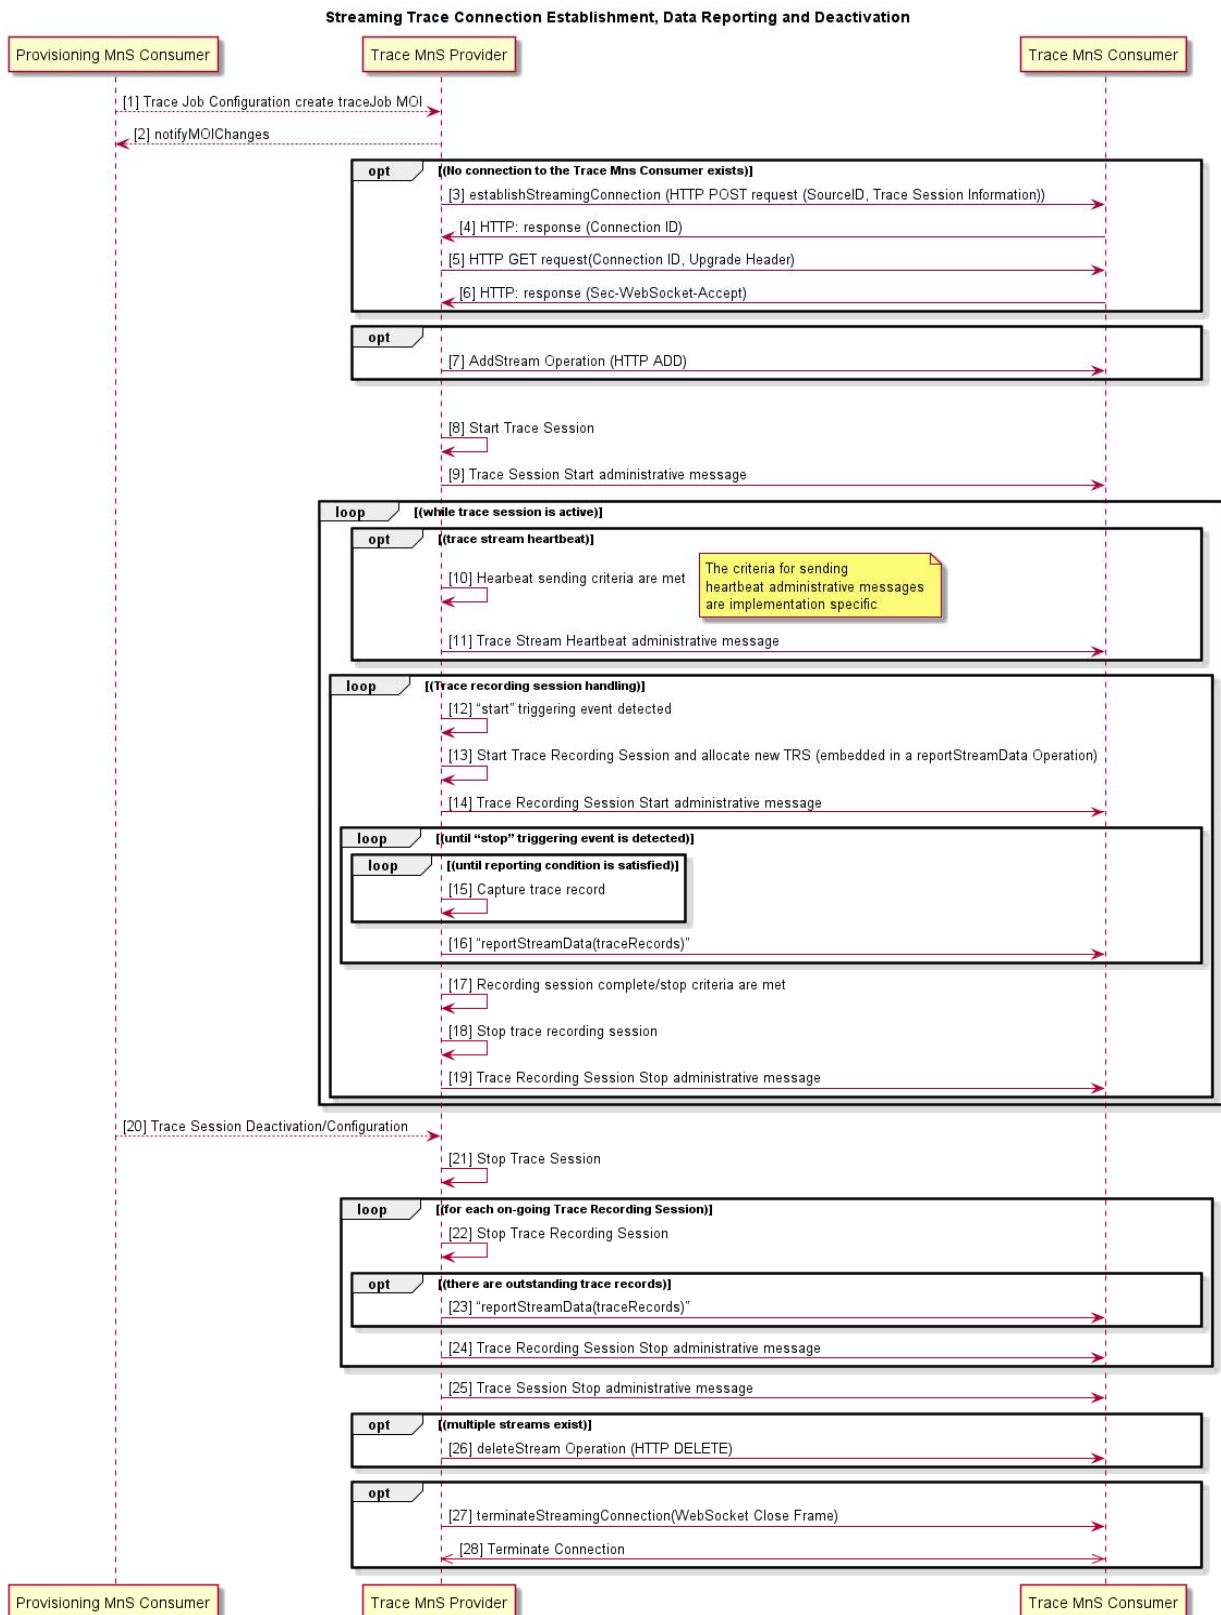 Streaming Trace Connection Establishment, Data Reporting and Deactivation
Provisioning MnS Consumer
Trace MnS Provider
Trace MnS Consumer
[1] Trace Job Configuration create traceJob MOI
[2] notifyMOIChanges
opt
[(No connection to the Trace Mns Consumer exists)]
[3] establishStreamingConnection (HTTP POST request (SourceID, Trace Session Information))
[4] HTTP: response (Connection ID)
[5] HTTP GET request(Connection ID, Upgrade Header)
[6] HTTP: response (Sec-WebSocket-Accept)
opt
[7] AddStream Operation (HTTP ADD)
[8] Start Trace Session
[9] Trace Session Start administrative message
loop
[(while trace session is active)]
opt
[(trace stream heartbeat)]
[10] Hearbeat sending criteria are met
The criteria for sending
heartbeat administrative messages
are implementation specific
[11] Trace Stream Heartbeat administrative message
loop
[(Trace recording session handling)]
[12] “start” triggering event detected
[13] Start Trace Recording Session and allocate new TRS (embedded in a reportStreamData Operation)
[14] Trace Recording Session Start administrative message
loop
[(until “stop” triggering event is detected)]
loop
[(until reporting condition is satisfied)]
[15] Capture trace record
[16] “reportStreamData(traceRecords)”
[17] Recording session complete/stop criteria are met
[18] Stop trace recording session
[19] Trace Recording Session Stop administrative message
[20] Trace Session Deactivation/Configuration
[21] Stop Trace Session
loop
[(for each on-going Trace Recording Session)]
[22] Stop Trace Recording Session
opt
[(there are outstanding trace records)]
[23] “reportStreamData(traceRecords)”
[24] Trace Recording Session Stop administrative message
[25] Trace Session Stop administrative message
opt
[(multiple streams exist)]
[26] deleteStream Operation (HTTP DELETE)
opt
[27] terminateStreamingConnection(WebSocket Close Frame)
[28] Terminate Connection
Provisioning MnS Consumer
Trace MnS Provider
Trace MnS Consumer